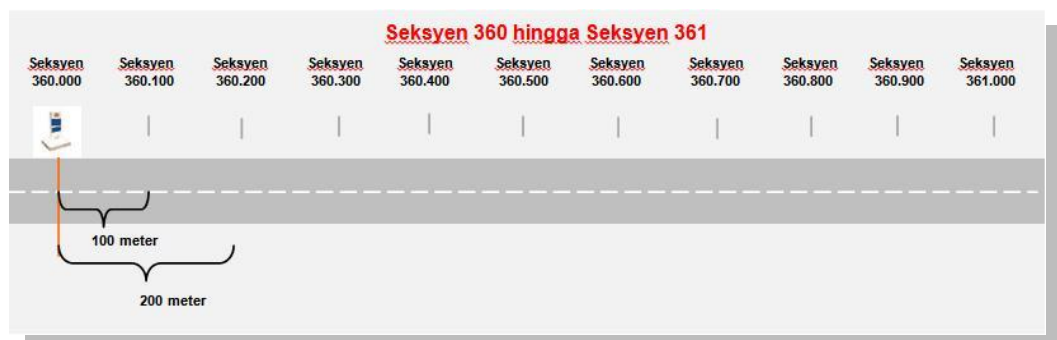 Seksyen 360 hingga Seksyen 361
Seksyen 360.000
Seksyen 360.100
Seksyen 360.200
Seksyen 360.300
Seksyen 360.400
Seksyen 360.500
Seksyen 360.600
Seksyen 360.700
Seksyen 360.800
Seksyen 360.900
Seksyen 361.000
100 meter
200 meter